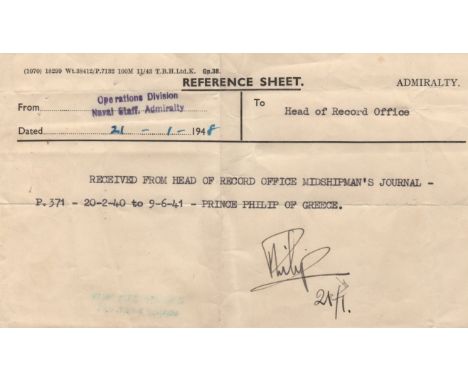 (1970) 18299 Wt.38412/P.7132 100M 11/43 T.B.H.Ltd.K. Gp.38.
REFERENCE SHEET.
ADMIRALTY.
From Operations Division
Naval Staff, Admiralty
Dated 21 - 1 - 1948
To
Head of Record Office
RECEIVED FROM HEAD OF RECORD OFFICE MIDSHIPMAN'S JOURNAL -
P.371 - 20-2-40 to 9-6-41 - PRINCE PHILIP OF GREECE.
Philip
21/1.